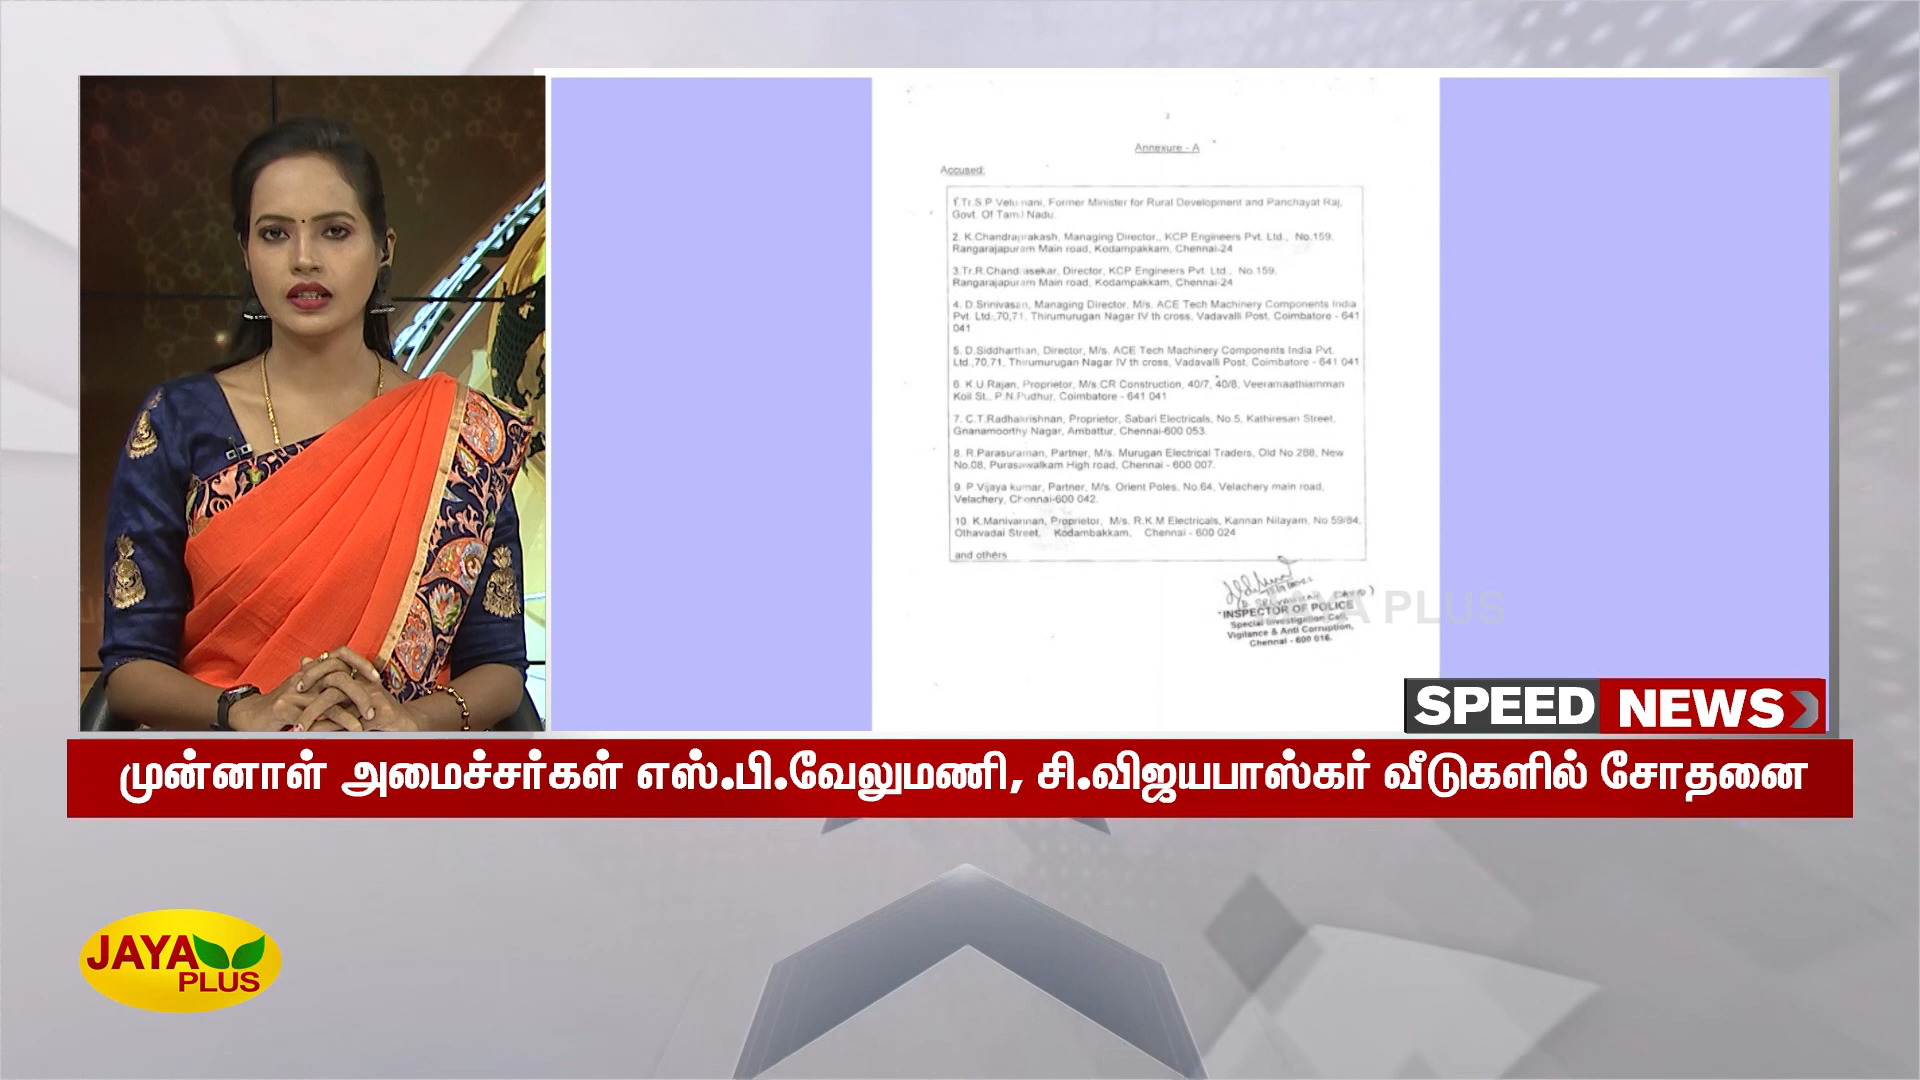 3
Annexure - A
Accused:
1.Tr.S.P.Velumani, Former Minister for Rural Development and Panchayat Raj,
Govt. Of Tamil Nadu.
2. K.Chandraprakash, Managing Director., KCP Engineers Pvt. Ltd., No.159,
Rangarajapuram Main road, Kodampakkam, Chennai-24
3.Tr.R.Chandrasekar, Director, KCP Engineers Pvt. Ltd., No.159,
Rangarajapuram Main road, Kodampakkam, Chennai-24
4. D.Srinivasan, Managing Director, M/s. ACE Tech Machinery Components India
Pvt. Ltd.,70,71, Thirumurugan Nagar IV th cross, Vadavalli Post, Coimbatore - 641
041
5. D.Siddharthan, Director, M/s. ACE Tech Machinery Components India Pvt.
Ltd.,70,71, Thirumurugan Nagar IV th cross, Vadavalli Post, Coimbatore - 641 041
6. K.U.Rajan, Proprietor, M/s.CR Construction, 40/7, 40/8, Veeramaathiamman
Koil St., P.N.Pudhur, Coimbatore - 641 041
7. C.T.Radhakrishnan, Proprietor, Sabari Electricals, No.5, Kathiresan Street,
Gnanamoorthy Nagar, Ambattur, Chennai-600 053.
8. R.Parasuraman, Partner, M/s. Murugan Electrical Traders, Old No.288, New
No.08, Purasawalkam High road, Chennai - 600 007.
9. P.Vijaya kumar, Partner, M/s. Orient Poles, No.64, Velachery main road,
Velachery, Chennai-600 042.
10. K.Manivannan, Proprietor, M/s. R.K.M Electricals, Kannan Nilayam, No.59/84,
Othavadai Street, Kodambakkam, Chennai - 600 024
and others
INSPECTOR OF POLICE
Special Investigation Cell,
Vigilance & Anti Corruption,
Chennai - 600 016.
JAYA PLUS
SPEED NEWS
முன்னாள் அமைச்சர்கள் எஸ்.பி.வேலுமணி, சி.விஜயபாஸ்கர் வீடுகளில் சோதனை
JAYA
PLUS